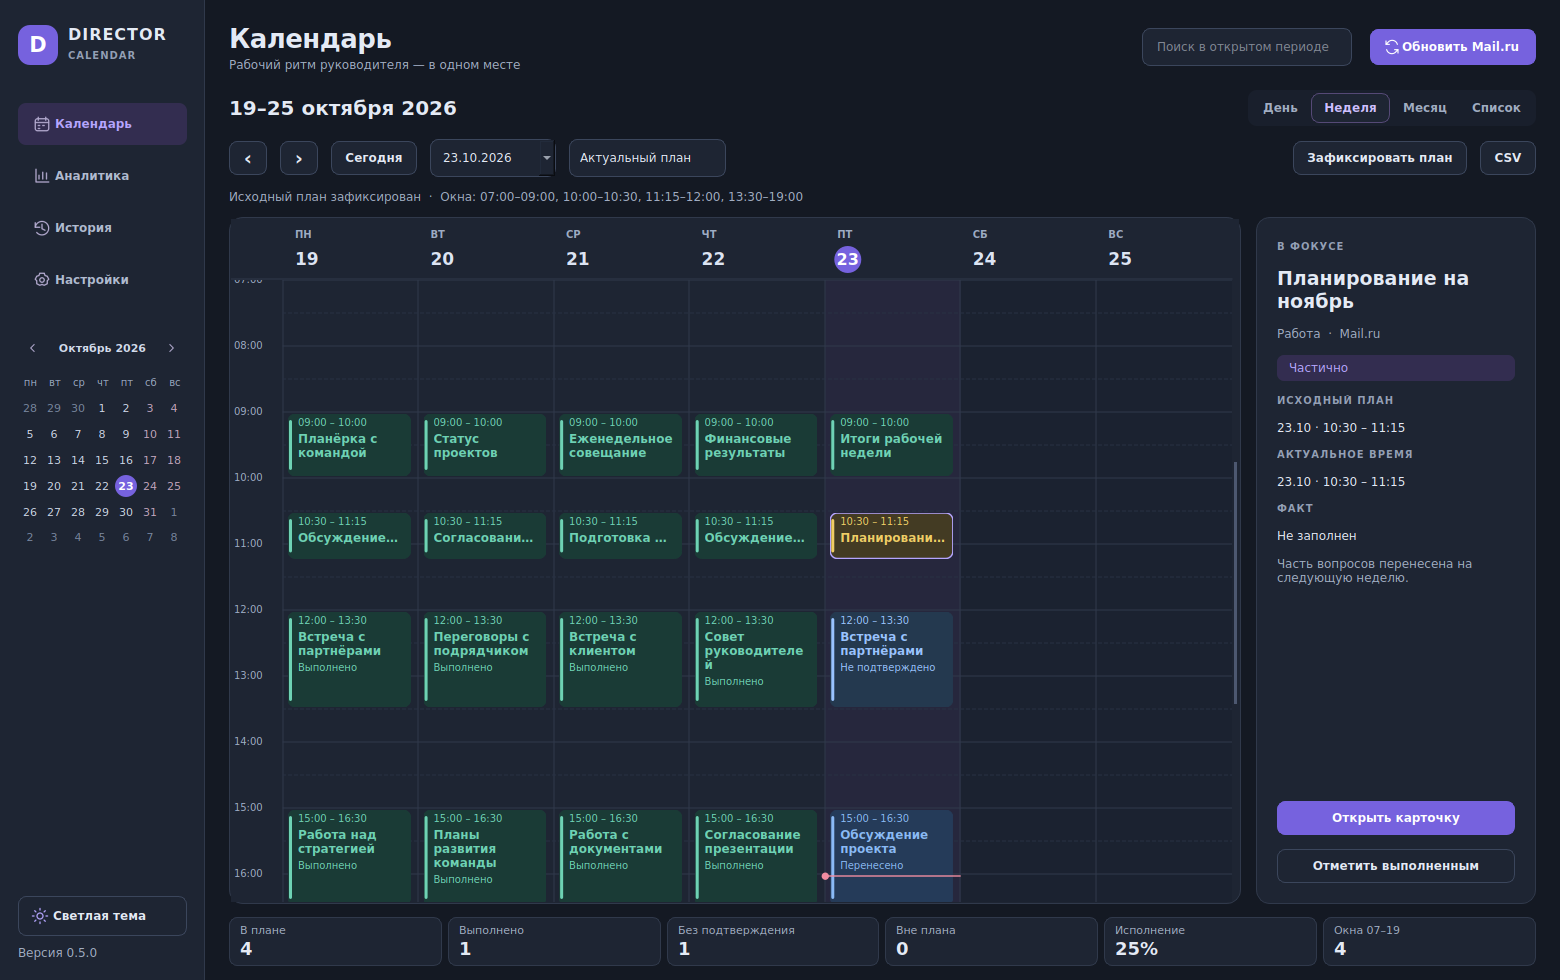 D
DIRECTOR
CALENDAR
Календарь
Аналитика
История
Настройки
Октябрь 2026
пн вт ср чт пт сб вс
28 29 30 1 2 3 4
5 6 7 8 9 10 11
12 13 14 15 16 17 18
19 20 21 22 23 24 25
26 27 28 29 30 31 1
2 3 4 5 6 7 8
Светлая тема
Версия 0.5.0
Календарь
Рабочий ритм руководителя — в одном месте
Поиск в открытом периоде
Обновить Mail.ru
19–25 октября 2026
День Неделя Месяц Список
‹ › Сегодня 23.10.2026 Актуальный план
Зафиксировать план CSV
Исходный план зафиксирован · Окна: 07:00–09:00, 10:00–10:30, 11:15–12:00, 13:30–19:00
ПН ВТ СР ЧТ ПТ СБ ВС
19 20 21 22 23 24 25
07:00
08:00
09:00
10:00
11:00
12:00
13:00
14:00
15:00
16:00
09:00 – 10:00
Планёрка с
командой
10:30 – 11:15
Обсуждение...
12:00 – 13:30
Встреча с
партнёрами
Выполнено
15:00 – 16:30
Работа над
стратегией
Выполнено
09:00 – 10:00
Статус
проектов
10:30 – 11:15
Согласовани...
12:00 – 13:30
Переговоры с
подрядчиком
Выполнено
15:00 – 16:30
Планы
развития
команды
Выполнено
09:00 – 10:00
Еженедельное
совещание
10:30 – 11:15
Подготовка ...
12:00 – 13:30
Встреча с
клиентом
Выполнено
15:00 – 16:30
Работа с
документами
Выполнено
09:00 – 10:00
Финансовые
результаты
10:30 – 11:15
Обсуждение...
12:00 – 13:30
Совет
руководителе
й
Выполнено
15:00 – 16:30
Согласование
презентации
Выполнено
09:00 – 10:00
Итоги рабочей
недели
10:30 – 11:15
Планировани...
12:00 – 13:30
Встреча с
партнёрами
Не подтверждено
15:00 – 16:30
Обсуждение
проекта
Перенесено
В ФОКУСЕ
Планирование на
ноябрь
Работа · Mail.ru
Частично
ИСХОДНЫЙ ПЛАН
23.10 · 10:30 – 11:15
АКТУАЛЬНОЕ ВРЕМЯ
23.10 · 10:30 – 11:15
ФАКТ
Не заполнен
Часть вопросов перенесена на
следующую неделю.
Открыть карточку
Отметить выполненным
В плане
4
Выполнено
1
Без подтверждения
1
Вне плана
0
Исполнение
25%
Окна 07–19
4